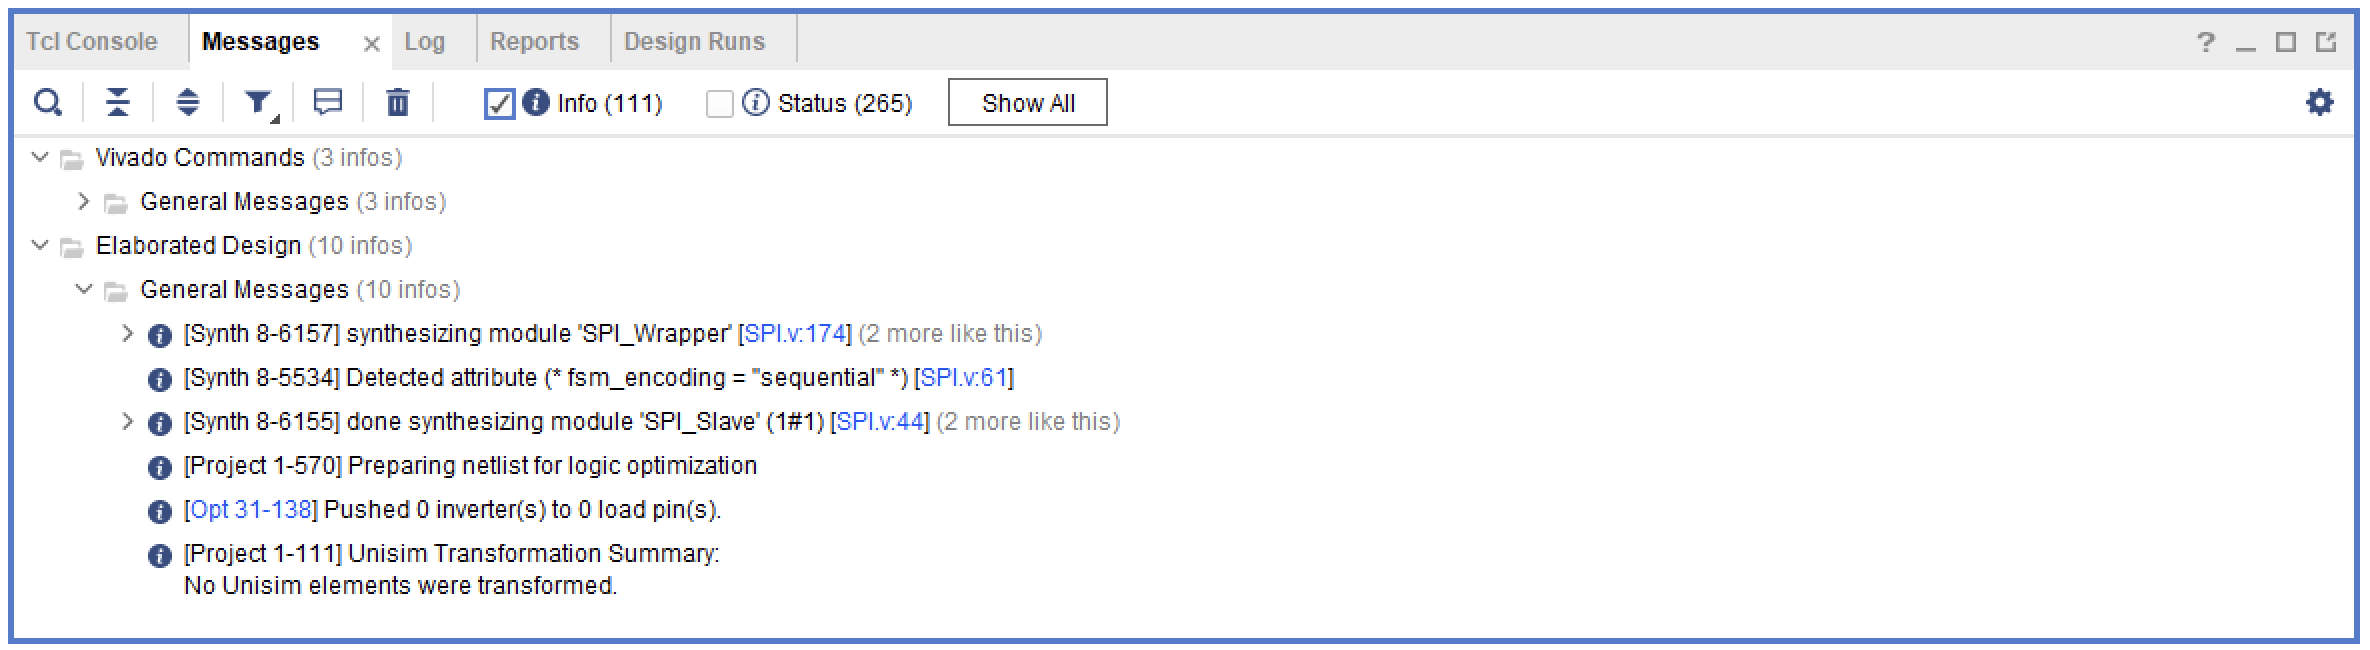 Tcl Console Messages × Log Reports Design Runs ?
Info (111) Status (265) Show All
Vivado Commands (3 infos)
General Messages (3 infos)
Elaborated Design (10 infos)
General Messages (10 infos)
[Synth 8-6157] synthesizing module 'SPI_Wrapper' [SPI.v:174] (2 more like this)
[Synth 8-5534] Detected attribute (* fsm_encoding = "sequential" *) [SPI.v:61]
[Synth 8-6155] done synthesizing module 'SPI_Slave' (1#1) [SPI.v:44] (2 more like this)
[Project 1-570] Preparing netlist for logic optimization
[Opt 31-138] Pushed 0 inverter(s) to 0 load pin(s).
[Project 1-111] Unisim Transformation Summary:
No Unisim elements were transformed.